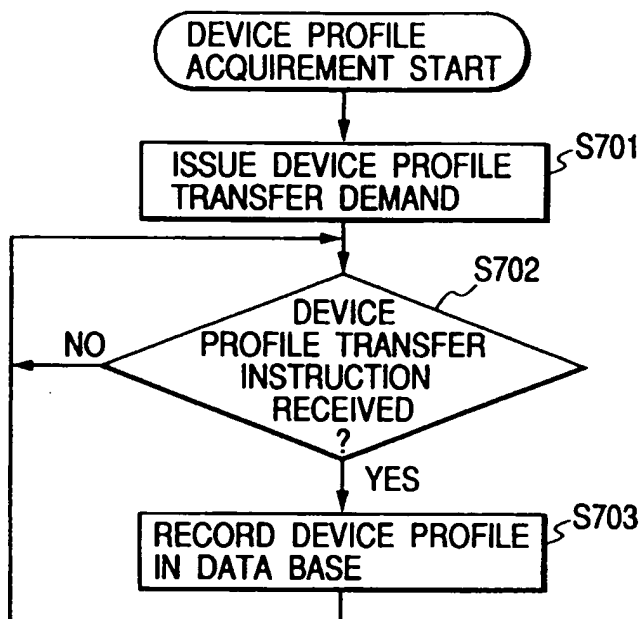 DEVICE PROFILE
ACQUIREMENT START
S701
ISSUE DEVICE PROFILE
TRANSFER DEMAND
S702
DEVICE
PROFILE TRANSFER
INSTRUCTION
RECEIVED
?
NO
YES
S703
RECORD DEVICE PROFILE
IN DATA BASE